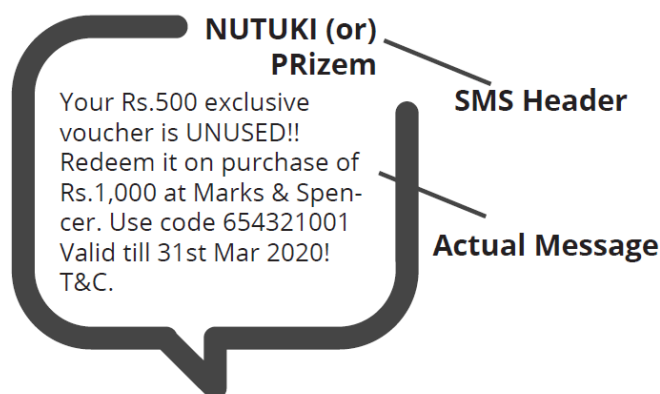 NUTUKI (or)
PRizem
SMS Header
Your Rs.500 exclusive
voucher is UNUSED!!
Redeem it on purchase of
Rs.1,000 at Marks & Spen-
cer. Use code 654321001
Valid till 31st Mar 2020!
T&C.
Actual Message